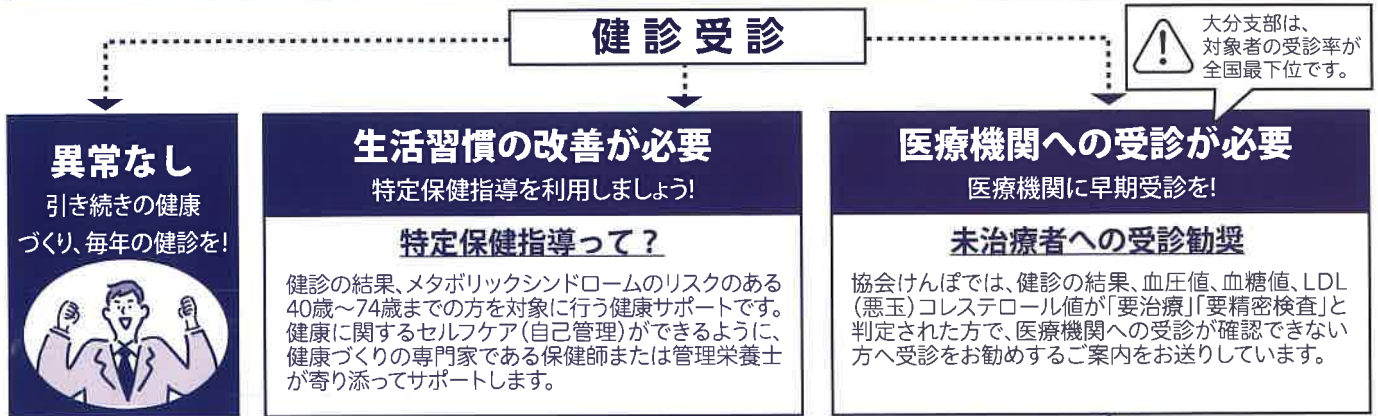 健診受診
大分支部は、
対象者の受診率が
全国最下位です。
異常なし
引き続きの健康
づくり、毎年の健診を!
生活習慣の改善が必要
特定保健指導を利用しましょう!
特定保健指導って？
健診の結果、メタボリックシンドロームのリスクのある
40歳～74歳までの方を対象に行う健康サポートです。
健康に関するセルフケア(自己管理)ができるように、
健康づくりの専門家である保健師または管理栄養士
が寄り添ってサポートします。
医療機関への受診が必要
医療機関に早期受診を!
未治療者への受診勧奨
協会けんぽでは、健診の結果、血圧値、血糖値、LDL
(悪玉)コレステロール値が「要治療」「要精密検査」と
判定された方で、医療機関への受診が確認できない
方へ受診をお勧めするご案内をお送りしています。